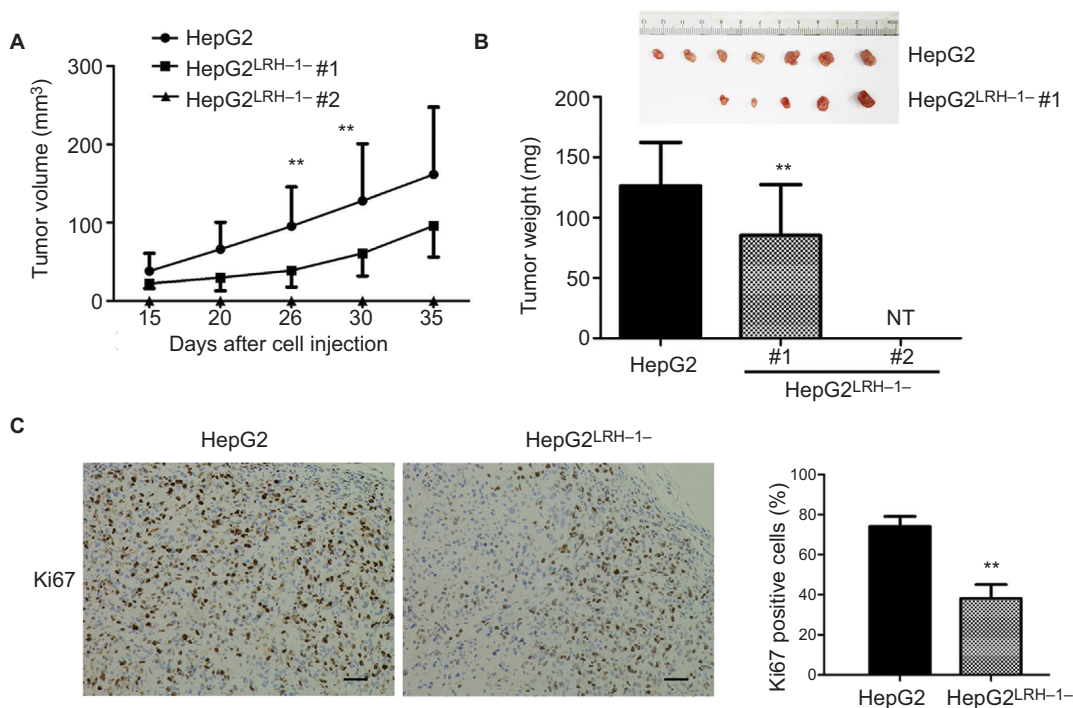 A
HepG2
HepG2LRH–1– #1
HepG2LRH–1– #2
Tumor volume (mm3)
300
200
100
0
**
**
15 20 26 30 35
Days after cell injection
B
HepG2
HepG2LRH–1– #1
Tumor weight (mg)
200
150
100
50
0
**
NT
HepG2
#1
#2
HepG2LRH–1–
C
HepG2
HepG2LRH–1–
Ki67
Ki67 positive cells (%)
100
80
60
40
20
0
**
HepG2
HepG2LRH–1–